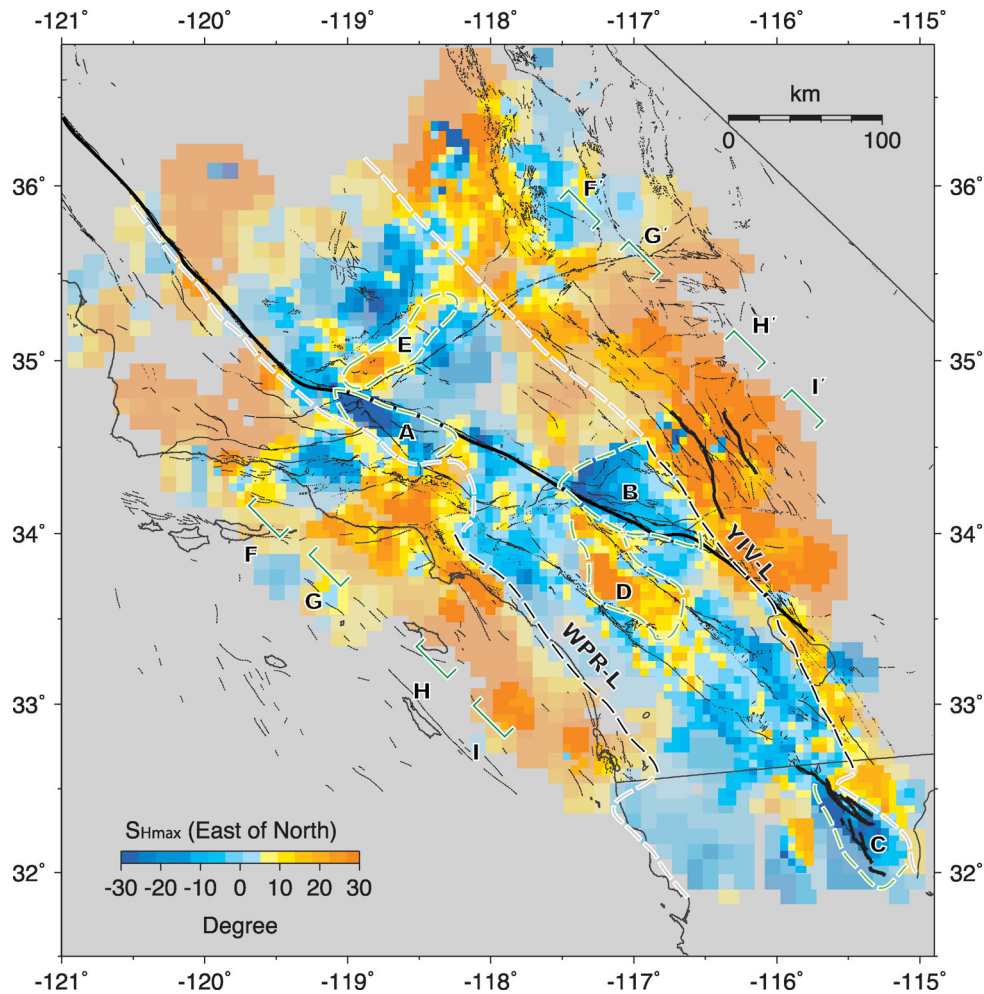 -121° -120° -119° -118° -117° -116° -115°
km
0 100
36° 36°
F′
G′
H′
35° 35°
E
I′
A
B
34° 34°
F
YIV-L
G
D
WPR-L
H
33° 33°
I
SHmax (East of North)
C
-30 -20 -10 0 10 20 30
32° 32°
Degree
-121° -120° -119° -118° -117° -116° -115°